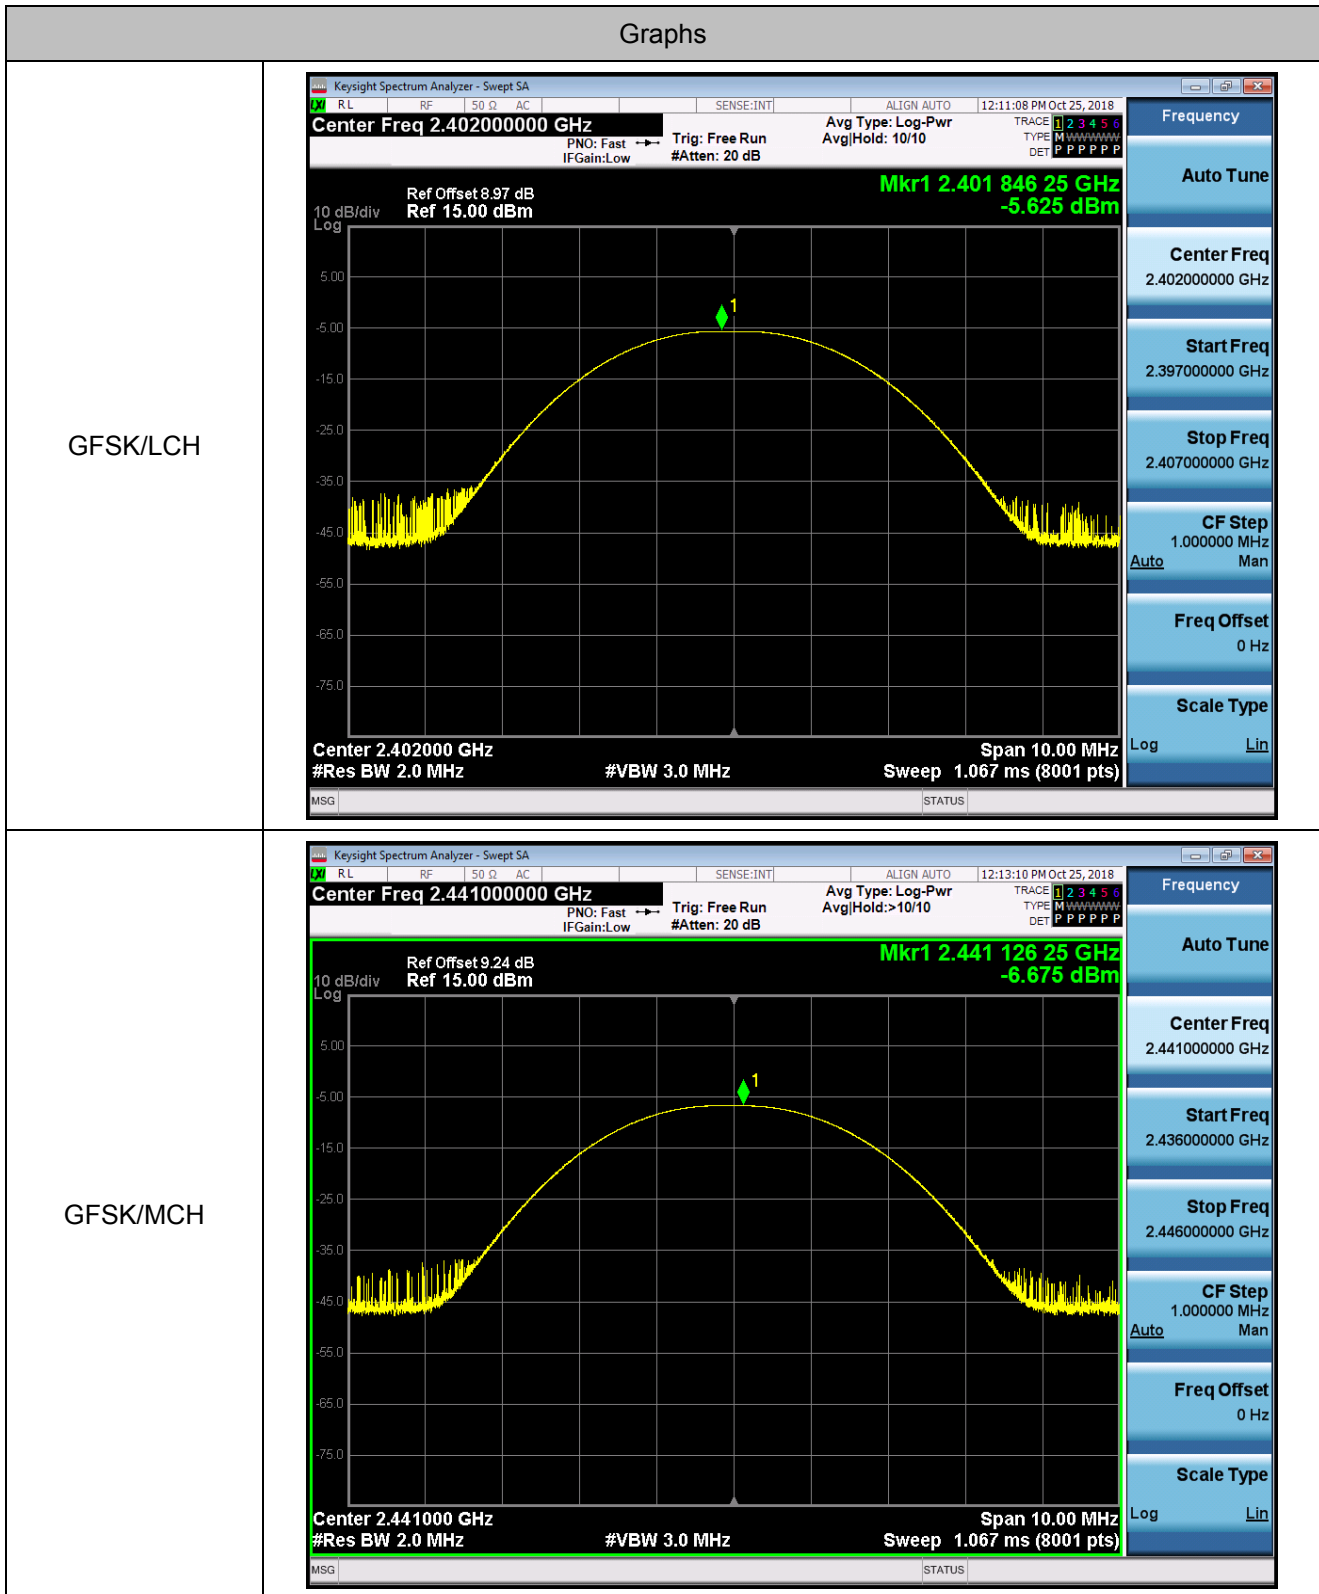 Graphs
GFSK/LCH
Keysight Spectrum Analyzer - Swept SA
LXI RL RF 50 Ω AC SENSE:INT ALIGN AUTO 12:11:08 PM Oct 25, 2018
Center Freq 2.402000000 GHz
PNO: Fast
IFGain:Low
Trig: Free Run
#Atten: 20 dB
Avg Type: Log-Pwr
Avg|Hold: 10/10
TRACE 1 2 3 4 5 6
TYPE M WWWWW
DET P P P P P P
Ref Offset 8.97 dB
10 dB/div Ref 15.00 dBm
Log
Mkr1 2.401 846 25 GHz
-5.625 dBm
1
5.00
-5.00
-15.0
-25.0
-35.0
-45.0
-55.0
-65.0
-75.0
Center 2.402000 GHz Span 10.00 MHz
#Res BW 2.0 MHz #VBW 3.0 MHz Sweep 1.067 ms (8001 pts)
MSG STATUS
Frequency
Auto Tune
Center Freq
2.402000000 GHz
Start Freq
2.397000000 GHz
Stop Freq
2.407000000 GHz
CF Step
1.000000 MHz
Auto Man
Freq Offset
0 Hz
Scale Type
Log Lin
GFSK/MCH
Keysight Spectrum Analyzer - Swept SA
LXI RL RF 50 Ω AC SENSE:INT ALIGN AUTO 12:13:10 PM Oct 25, 2018
Center Freq 2.441000000 GHz
PNO: Fast
IFGain:Low
Trig: Free Run
#Atten: 20 dB
Avg Type: Log-Pwr
Avg|Hold:>10/10
TRACE 1 2 3 4 5 6
TYPE M WWWWW
DET P P P P P P
Ref Offset 9.24 dB
10 dB/div Ref 15.00 dBm
Log
Mkr1 2.441 126 25 GHz
-6.675 dBm
1
5.00
-5.00
-15.0
-25.0
-35.0
-45.0
-55.0
-65.0
-75.0
Center 2.441000 GHz Span 10.00 MHz
#Res BW 2.0 MHz #VBW 3.0 MHz Sweep 1.067 ms (8001 pts)
MSG STATUS
Frequency
Auto Tune
Center Freq
2.441000000 GHz
Start Freq
2.436000000 GHz
Stop Freq
2.446000000 GHz
CF Step
1.000000 MHz
Auto Man
Freq Offset
0 Hz
Scale Type
Log Lin